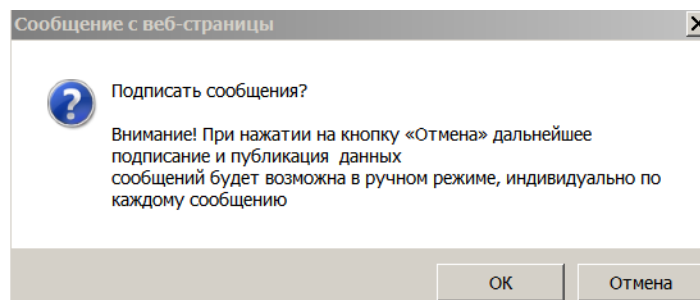 Сообщение с веб-страницы
Подписать сообщения?
Внимание! При нажатии на кнопку «Отмена» дальнейшее
подписание и публикация данных
сообщений будет возможна в ручном режиме, индивидуально по
каждому сообщению
ОК
Отмена